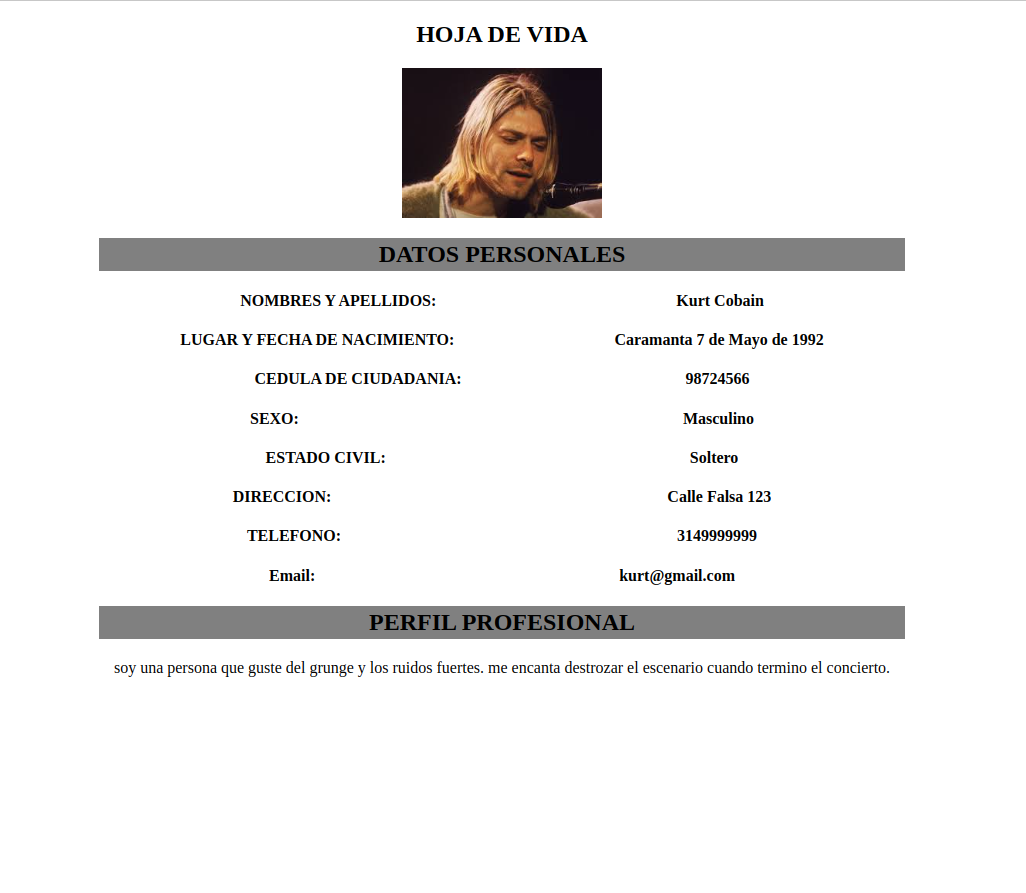 HOJA DE VIDA
DATOS PERSONALES
NOMBRES Y APELLIDOS: Kurt Cobain
LUGAR Y FECHA DE NACIMIENTO: Caramanta 7 de Mayo de 1992
CEDULA DE CIUDADANIA: 98724566
SEXO: Masculino
ESTADO CIVIL: Soltero
DIRECCION: Calle Falsa 123
TELEFONO: 3149999999
Email: kurt@gmail.com
PERFIL PROFESIONAL
soy una persona que guste del grunge y los ruidos fuertes. me encanta destrozar el escenario cuando termino el concierto.